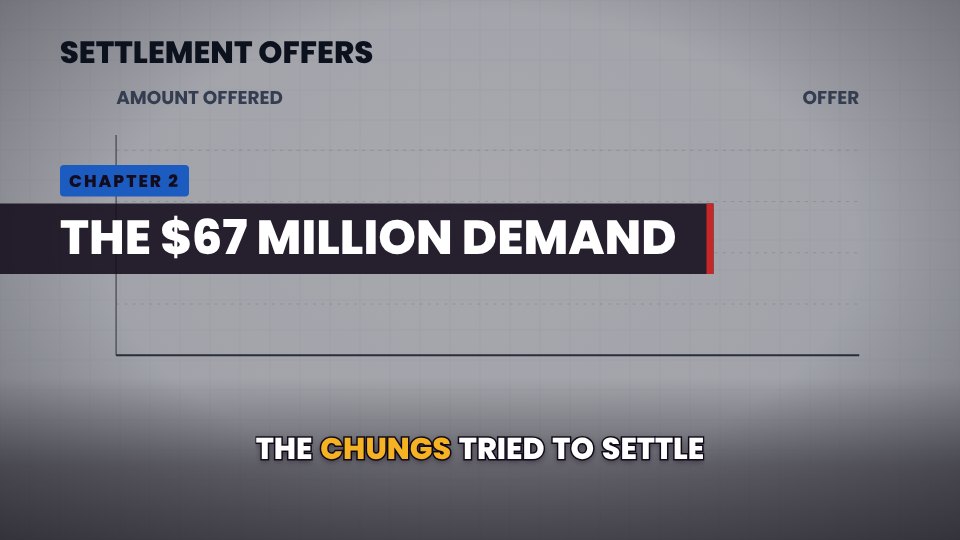 SETTLEMENT OFFERS
AMOUNT OFFERED
OFFER
CHAPTER 2
THE $67 MILLION DEMAND
THE CHUNGS TRIED TO SETTLE